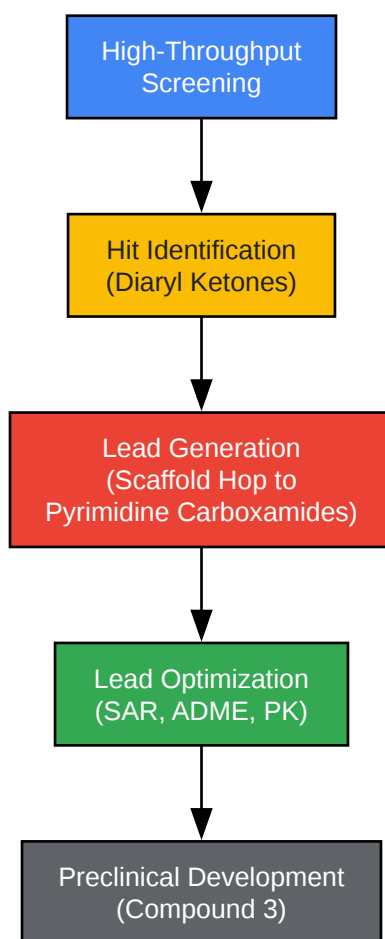 High-Throughput
Screening
Hit Identification
(Diaryl Ketones)
Lead Generation
(Scaffold Hop to
Pyrimidine Carboxamides)
Lead Optimization
(SAR, ADME, PK)
Preclinical Development
(Compound 3)